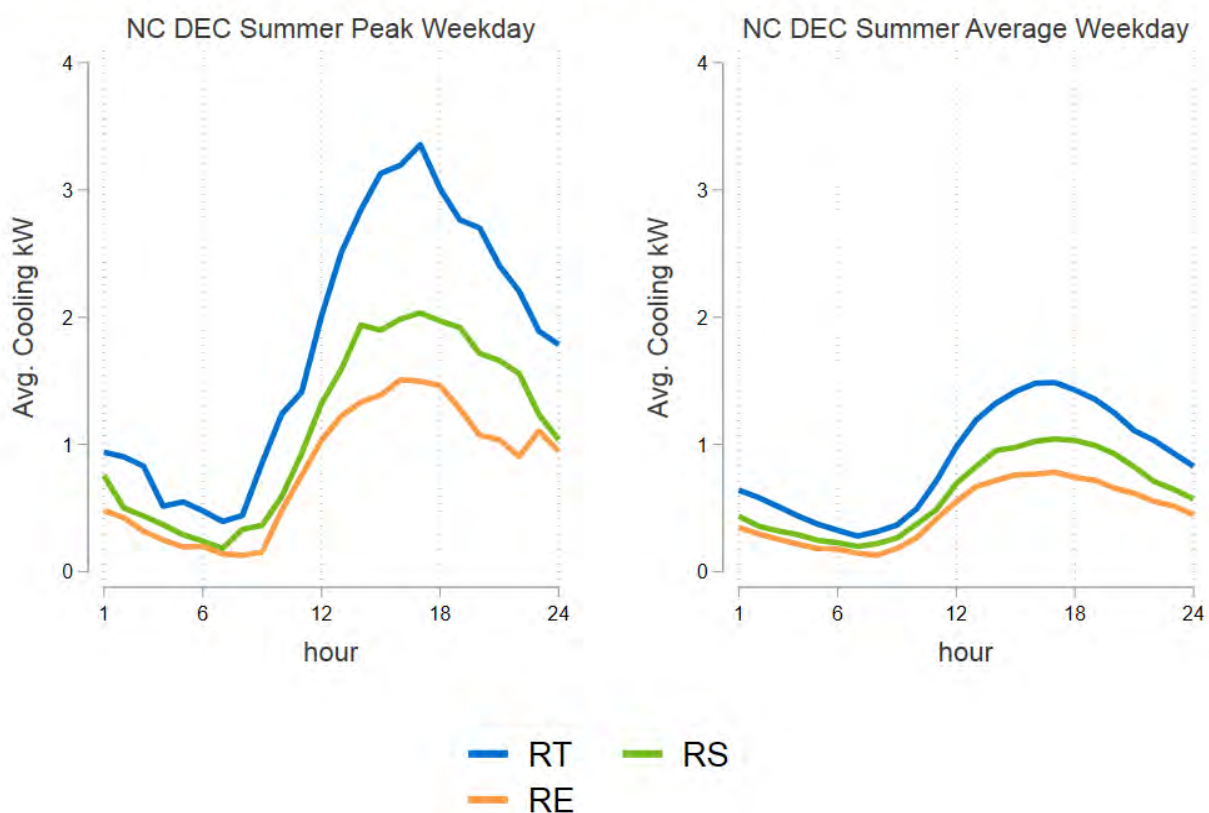 NC DEC Summer Peak Weekday
4
3
2
1
0
Avg. Cooling kW
1 6 12 18 24
hour
NC DEC Summer Average Weekday
4
3
2
1
0
Avg. Cooling kW
1 6 12 18 24
hour
RT RS
RE